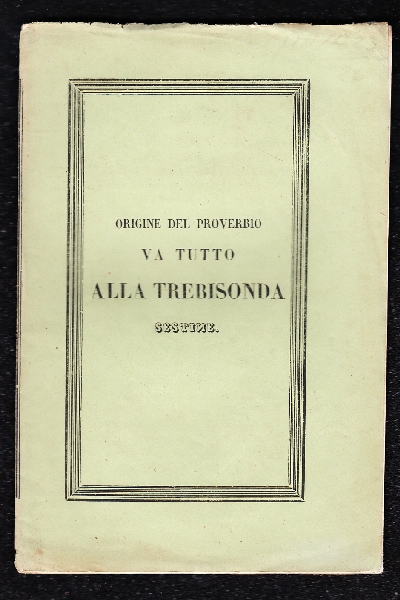 ORIGINE DEL PROVERBIO
VA TUTTO
ALLA TREBISONDA
SESTINE.